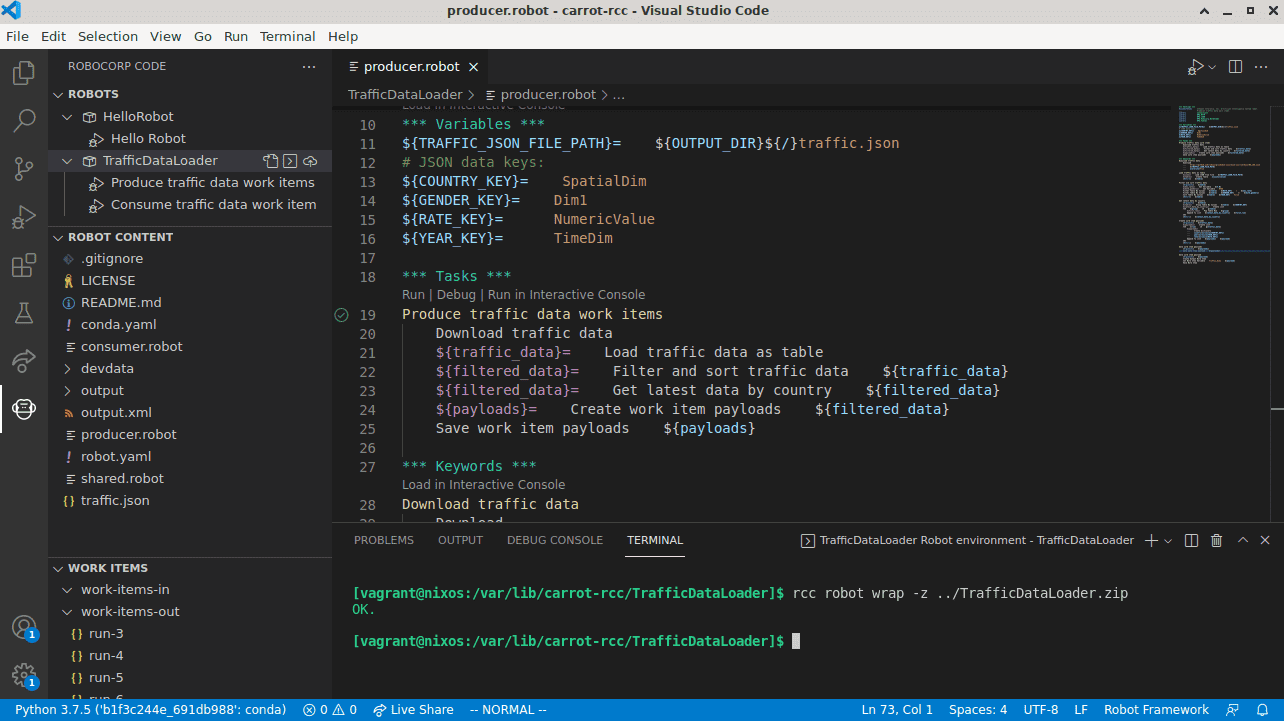 producer.robot - carrot-rcc - Visual Studio Code
File Edit Selection View Go Run Terminal Help
ROBOCORP CODE
ROBOTS
HelloRobot
Hello Robot
TrafficDataLoader
Produce traffic data work items
Consume traffic data work item
ROBOT CONTENT
.gitignore
LICENSE
README.md
conda.yaml
consumer.robot
devdata
output
output.xml
producer.robot
robot.yaml
shared.robot
traffic.json
WORK ITEMS
work-items-in
work-items-out
run-3
run-4
run-5
run-6
1
1
producer.robot
TrafficDataLoader > producer.robot > ...
Load in Interactive Console
10 *** Variables ***
11 ${TRAFFIC_JSON_FILE_PATH}=    ${OUTPUT_DIR}${/}traffic.json
12 # JSON data keys:
13 ${COUNTRY_KEY}=    SpatialDim
14 ${GENDER_KEY}=    Dim1
15 ${RATE_KEY}=      NumericValue
16 ${YEAR_KEY}=      TimeDim
17
18 *** Tasks ***
Run | Debug | Run in Interactive Console
19 Produce traffic data work items
20     Download traffic data
21     ${traffic_data}=    Load traffic data as table
22     ${filtered_data}=    Filter and sort traffic data    ${traffic_data}
23     ${filtered_data}=    Get latest data by country    ${filtered_data}
24     ${payloads}=    Create work item payloads    ${filtered_data}
25     Save work item payloads    ${payloads}
26
27 *** Keywords ***
Load in Interactive Console
28 Download traffic data
29     Download
PROBLEMS OUTPUT DEBUG CONSOLE TERMINAL TrafficDataLoader Robot environment - TrafficDataLoader
[vagrant@nixos:/var/lib/carrot-rcc/TrafficDataLoader]$ rcc robot wrap -z ../TrafficDataLoader.zip
OK.
[vagrant@nixos:/var/lib/carrot-rcc/TrafficDataLoader]$
Python 3.7.5 ('b1f3c244e_691db988': conda) 0 0 Live Share -- NORMAL -- Ln 73, Col 1 Spaces: 4 UTF-8 LF Robot Framework